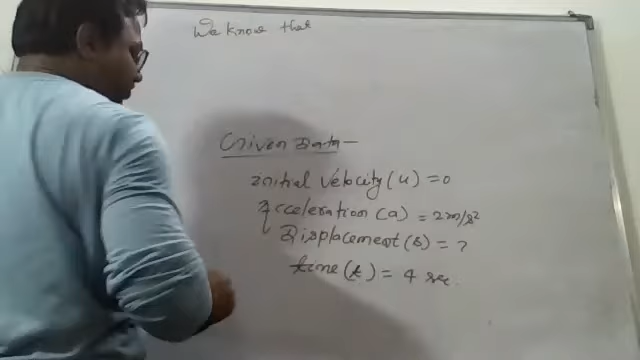 We know that
Given Data—
Initial velocity (u) = 0
Acceleration (a) = 2m/s²
Displacement (s) = ?
time (t) = 4 sec.